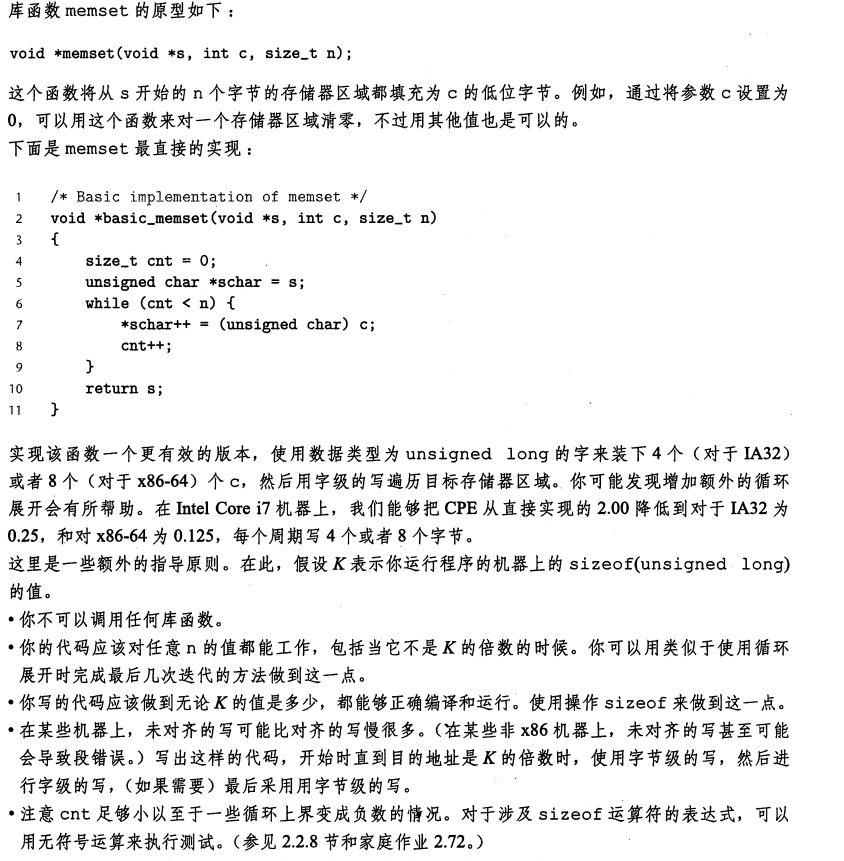 库函数 memset 的原型如下：
void *memset(void *s, int c, size_t n);
这个函数将从 s 开始的 n 个字节的存储器区域都填充为 c 的低位字节。例如，通过将参数 c 设置为
0，可以用这个函数来对一个存储器区域清零，不过用其他值也是可以的。
下面是 memset 最直接的实现：
1 /* Basic implementation of memset */
2 void *basic_memset(void *s, int c, size_t n)
3 {
4 size_t cnt = 0;
5 unsigned char *schar = s;
6 while (cnt < n) {
7 *schar++ = (unsigned char) c;
8 cnt++;
9 }
10 return s;
11 }
实现该函数一个更有效的版本，使用数据类型为 unsigned long 的字来装下 4 个（对于 IA32）
或者 8 个（对于 x86-64）个 c，然后用字级的写遍历目标存储器区域。你可能发现增加额外的循环
展开会有所帮助。在 Intel Core i7 机器上，我们能够把 CPE 从直接实现的 2.00 降低到对于 IA32 为
0.25，和对 x86-64 为 0.125，每个周期写 4 个或者 8 个字节。
这里是一些额外的指导原则。在此，假设 K 表示你运行程序的机器上的 sizeof(unsigned long)
的值。
•你不可以调用任何库函数。
•你的代码应该对任意 n 的值都能工作，包括当它不是 K 的倍数的时候。你可以用类似于使用循环
展开时完成最后几次迭代的方法做到这一点。
•你写的代码应该做到无论 K 的值是多少，都能够正确编译和运行。使用操作 sizeof 来做到这一点。
•在某些机器上，未对齐的写可能比对齐的写慢很多。（在某些非 x86 机器上，未对齐的写甚至可能
会导致段错误。）写出这样的代码，开始时直到目的地址是 K 的倍数时，使用字节级的写，然后进
行字级的写，（如果需要）最后采用用字节级的写。
•注意 cnt 足够小以至于一些循环上界变成负数的情况。对于涉及 sizeof 运算符的表达式，可以
用无符号运算来执行测试。（参见 2.2.8 节和家庭作业 2.72。）